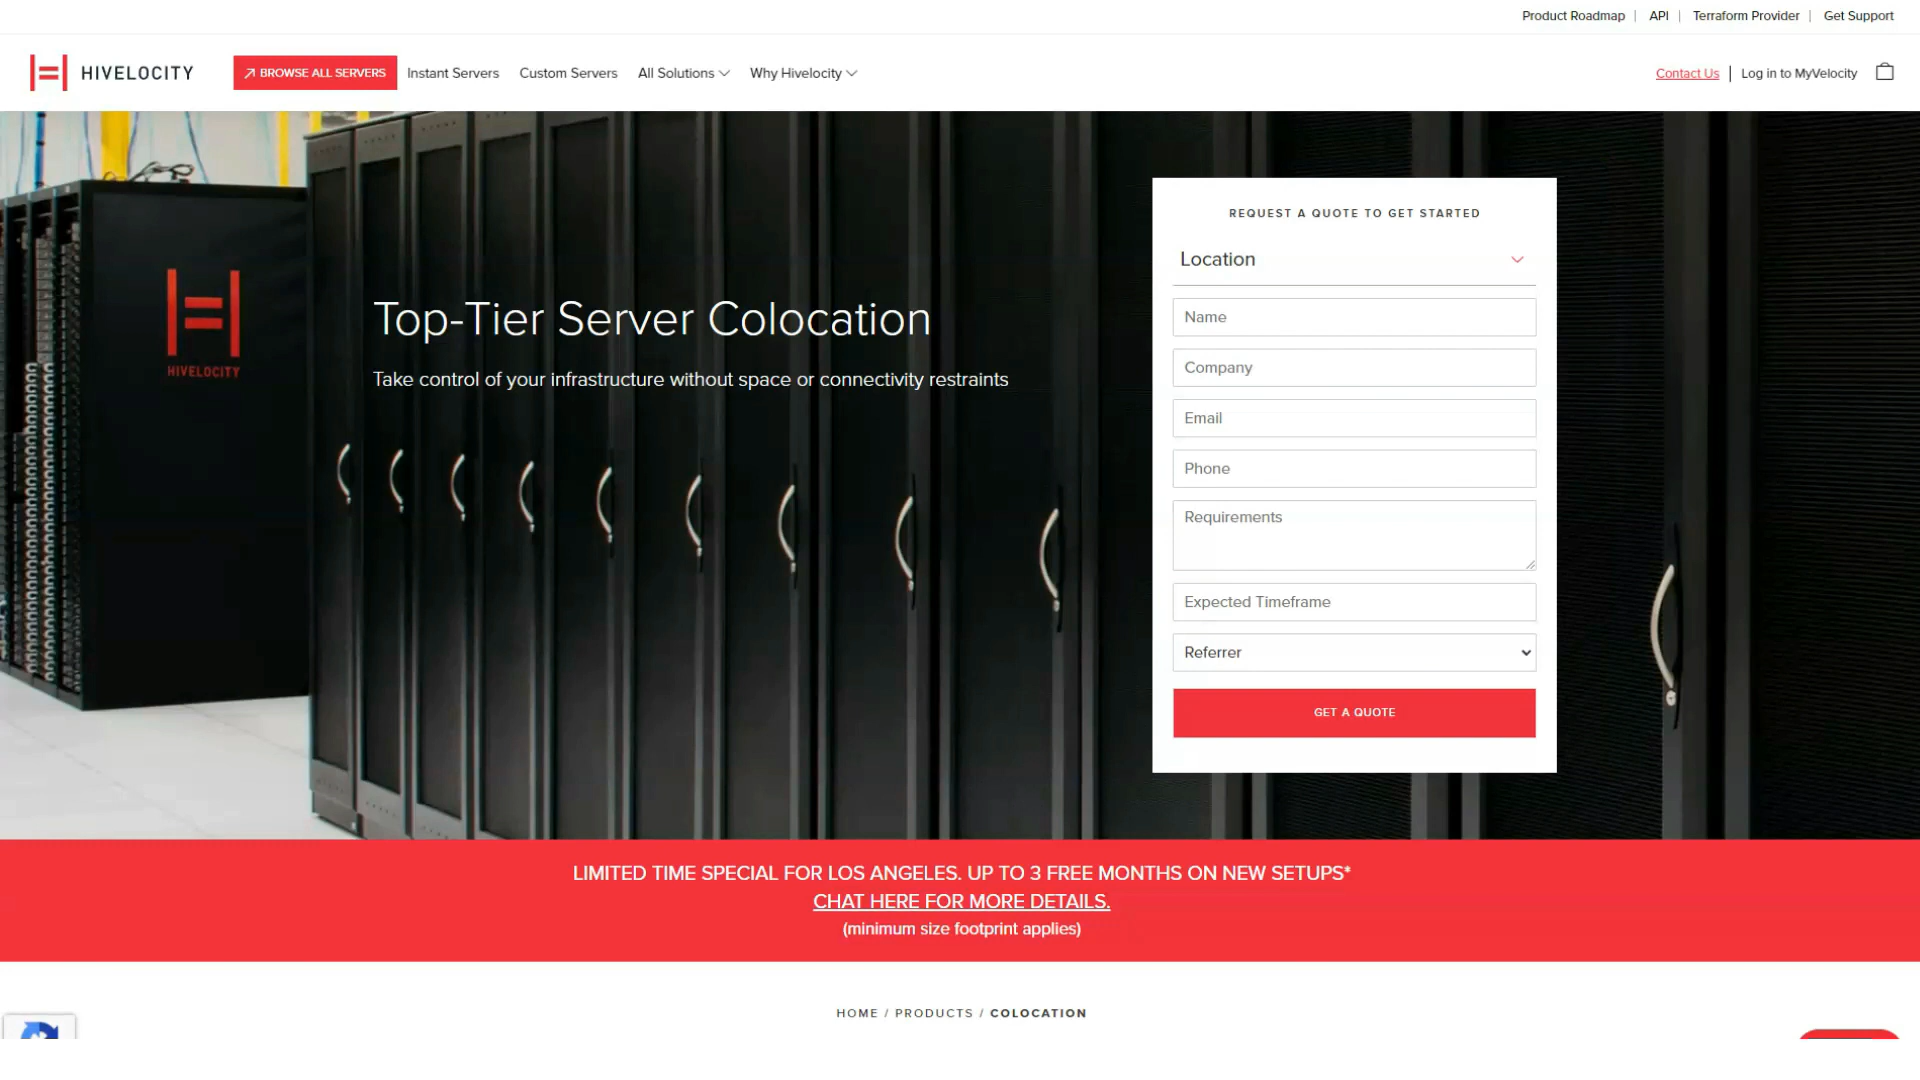 Product Roadmap
API
Terraform Provider
Get Support
HIVELOCITY
BROWSE ALL SERVERS
Instant Servers
Custom Servers
All Solutions
Why Hivelocity
Contact Us
Log in to MyVelocity
HIVELOCITY
Top-Tier Server Colocation
Take control of your infrastructure without space or connectivity restraints
REQUEST A QUOTE TO GET STARTED
Location
Name
Company
Email
Phone
Requirements
Expected Timeframe
Referrer
GET A QUOTE
LIMITED TIME SPECIAL FOR LOS ANGELES. UP TO 3 FREE MONTHS ON NEW SETUPS*
CHAT HERE FOR MORE DETAILS.
(minimum size footprint applies)
HOME / PRODUCTS / COLOCATION